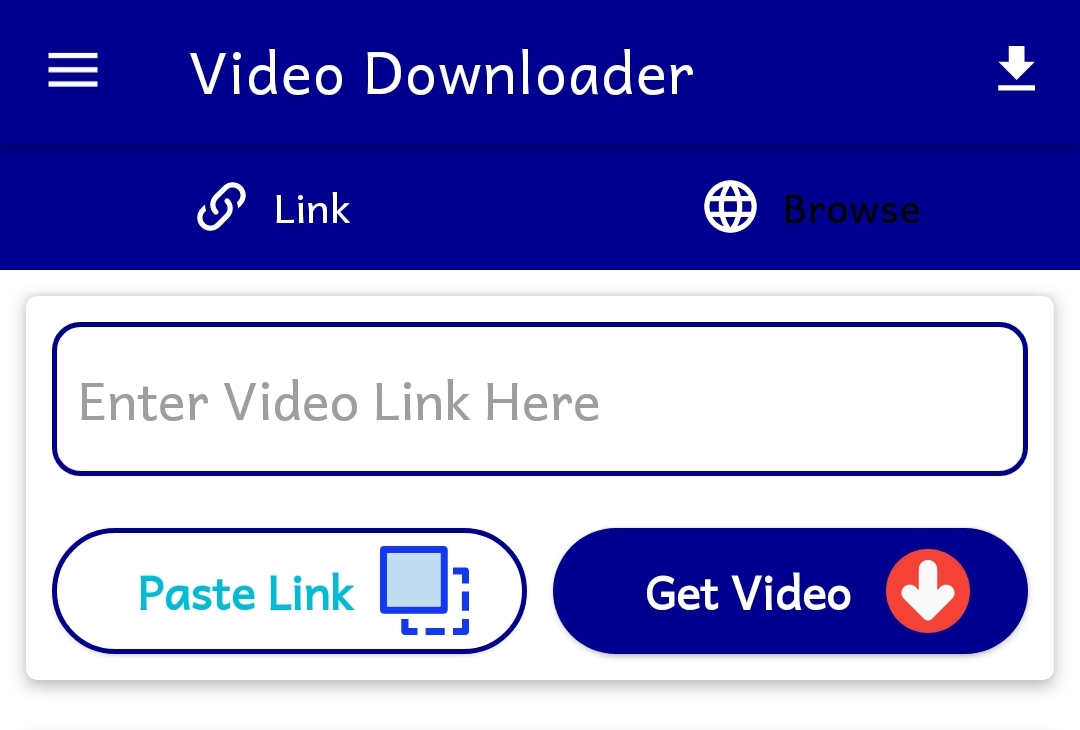 Video Downloader
Link
Browse
Enter Video Link Here
Paste Link
Get Video